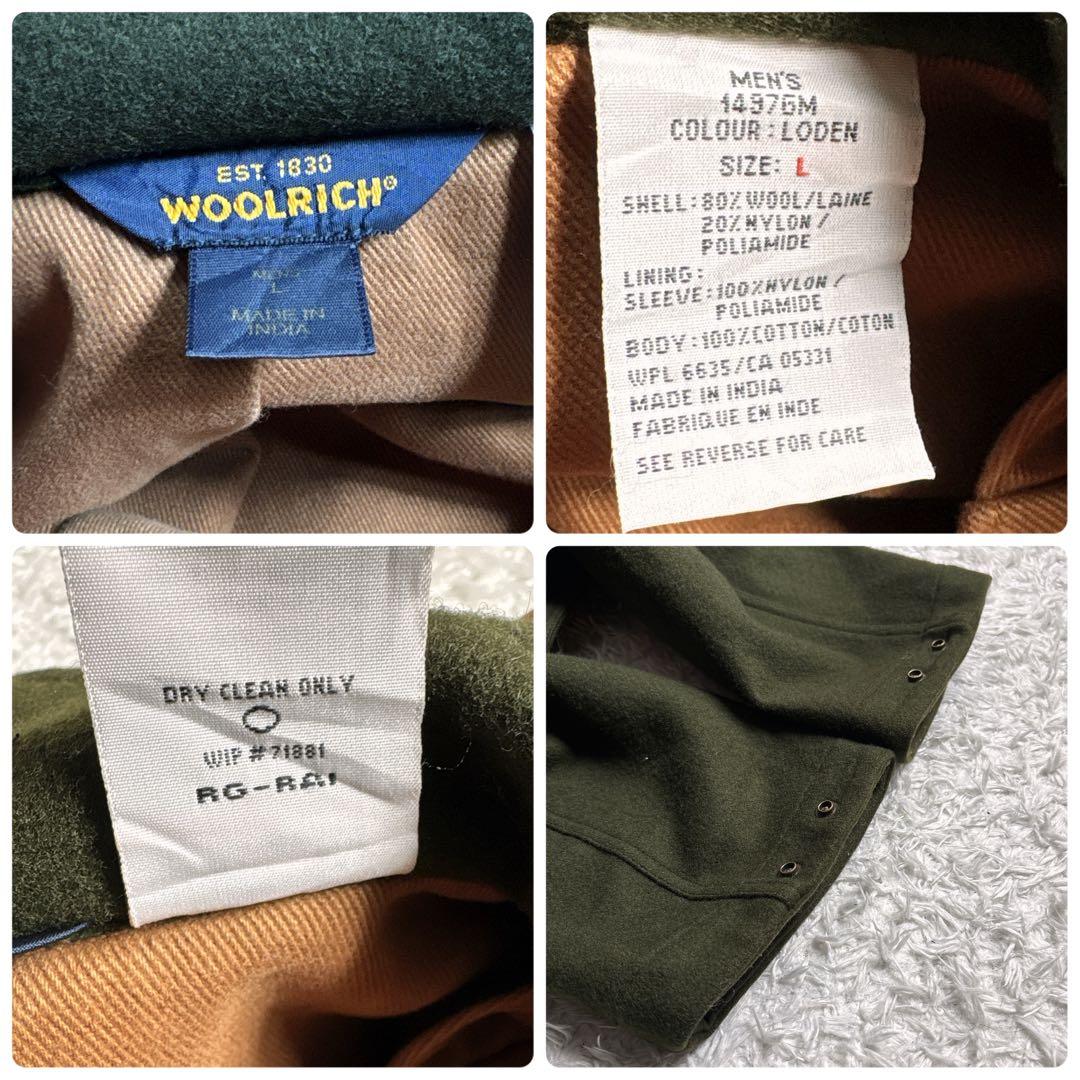 EST. 1830
WOOLRICH®
MEN'S
L
MADE IN
INDIA
MEN'S
14976M
COLOUR : LODEN
SIZE: L
SHELL : 80% WOOL/LAINE
20% NYLON /
POLIAMIDE
LINING :
SLEEVE : 100% NYLON /
POLIAMIDE
BODY : 100% COTTON/COTON
WPL 6635/CA 05331
MADE IN INDIA
FABRIQUE EN INDE
SEE REVERSE FOR CARE
DRY CLEAN ONLY
WIP # 71881
RG-RAI